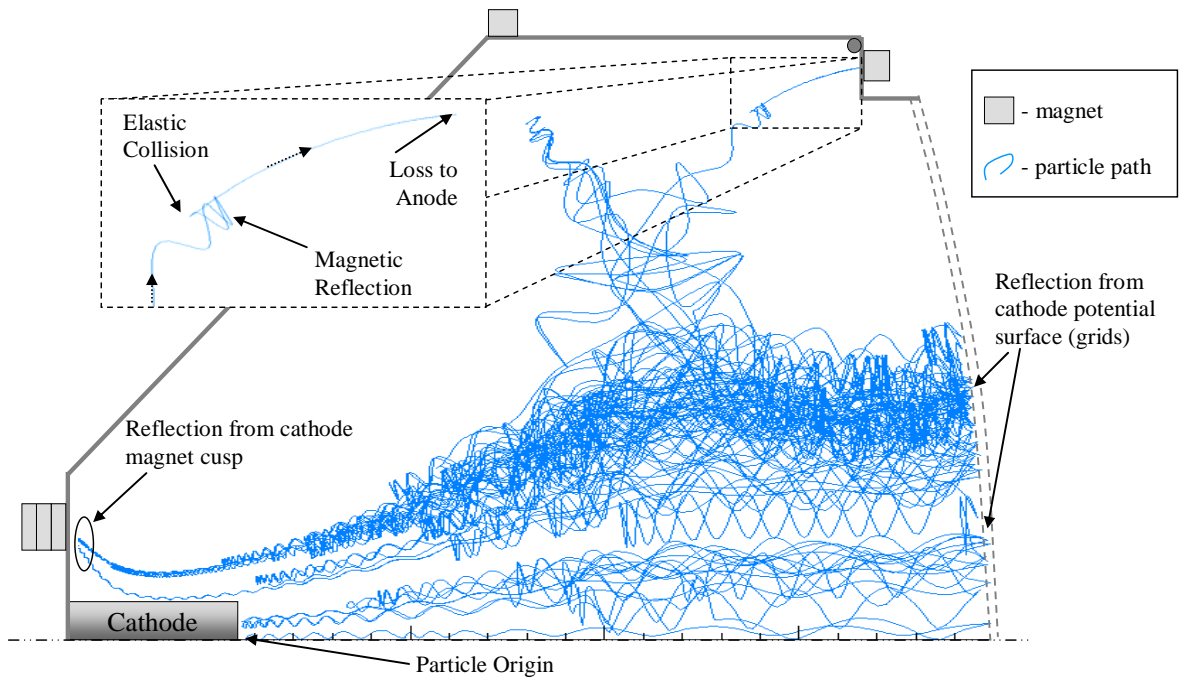 Elastic
Collision
Loss to
Anode
Magnetic
Reflection
- magnet
- particle path
Reflection from
cathode potential
surface (grids)
Reflection from cathode
magnet cusp
Cathode
Particle Origin